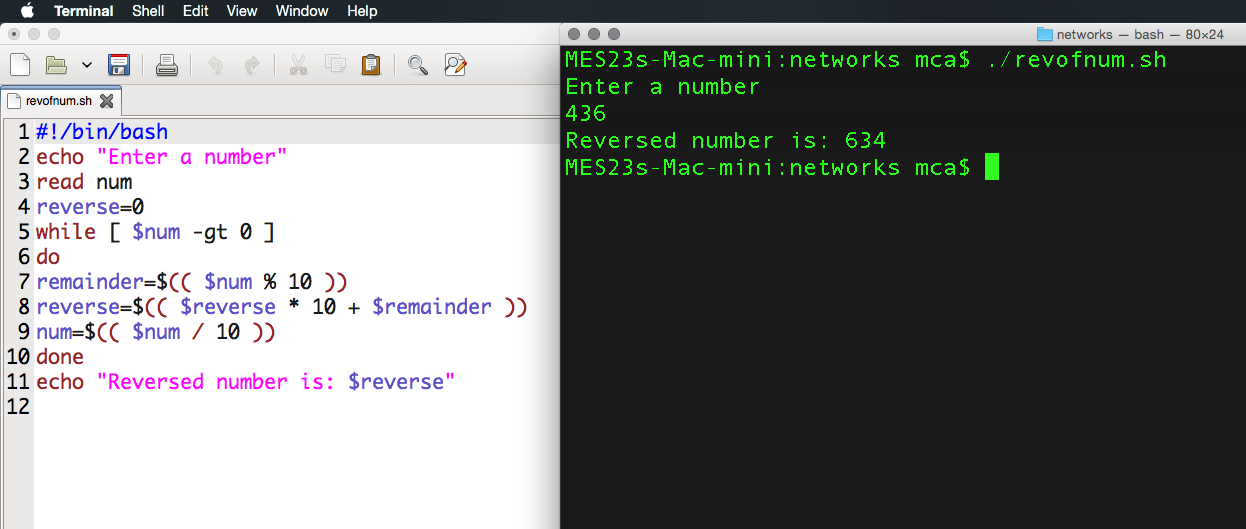 Terminal Shell Edit View Window Help
networks — bash — 80×24
revofnum.sh
1 #!/bin/bash
2 echo "Enter a number"
3 read num
4 reverse=0
5 while [ $num -gt 0 ]
6 do
7 remainder=$(( $num % 10 ))
8 reverse=$(( $reverse * 10 + $remainder ))
9 num=$(( $num / 10 ))
10 done
11 echo "Reversed number is: $reverse"
12
MES23s-Mac-mini:networks mca$ ./revofnum.sh
Enter a number
436
Reversed number is: 634
MES23s-Mac-mini:networks mca$